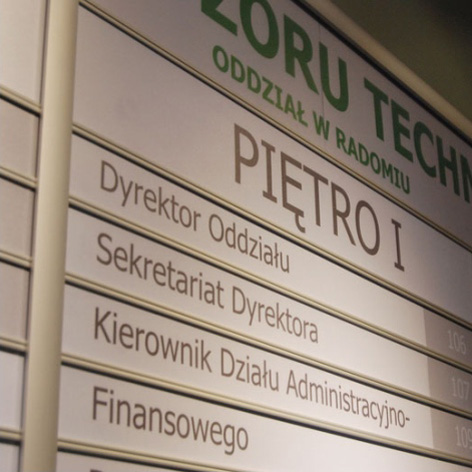 ZORU TECHN
ODDZIAŁ W RADOMIU
PIĘTRO I
Dyrektor Oddziału
Sekretariat Dyrektora 106
Kierownik Działu Administracyjno- 107
Finansowego